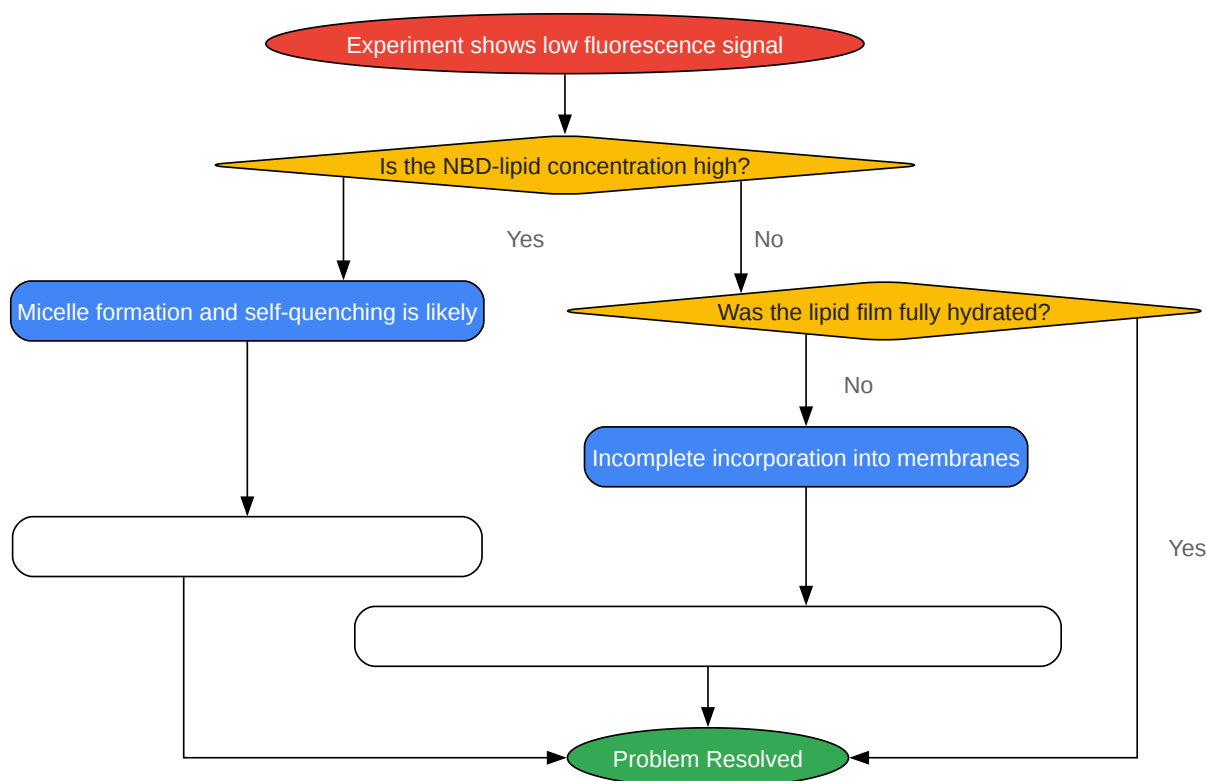 Experiment shows low fluorescence signal
Is the NBD-lipid concentration high?
Yes
No
Micelle formation and self-quenching is likely
Was the lipid film fully hydrated?
No
Incomplete incorporation into membranes
Yes
Problem Resolved